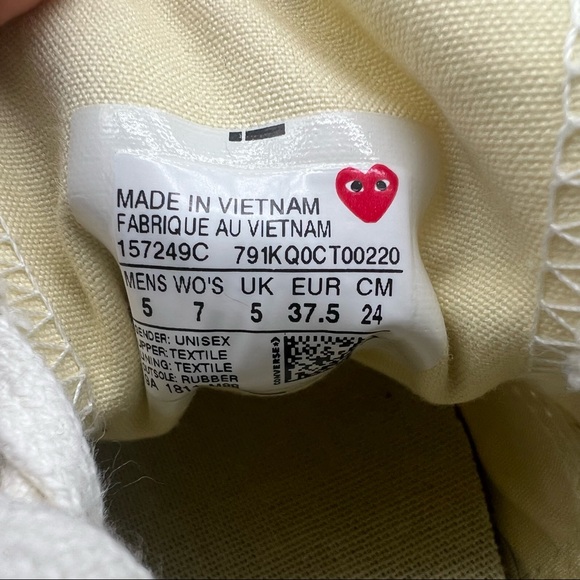 MADE IN VIETNAM
FABRIQUE AU VIETNAM
157249C 791KQ0CT00220
MENS WO'S UK EUR CM
5 7 5 37.5 24
GENDER: UNISEX
UPPER: TEXTILE
LINING: TEXTILE
OUTSOLE: RUBBER
CONVERSE